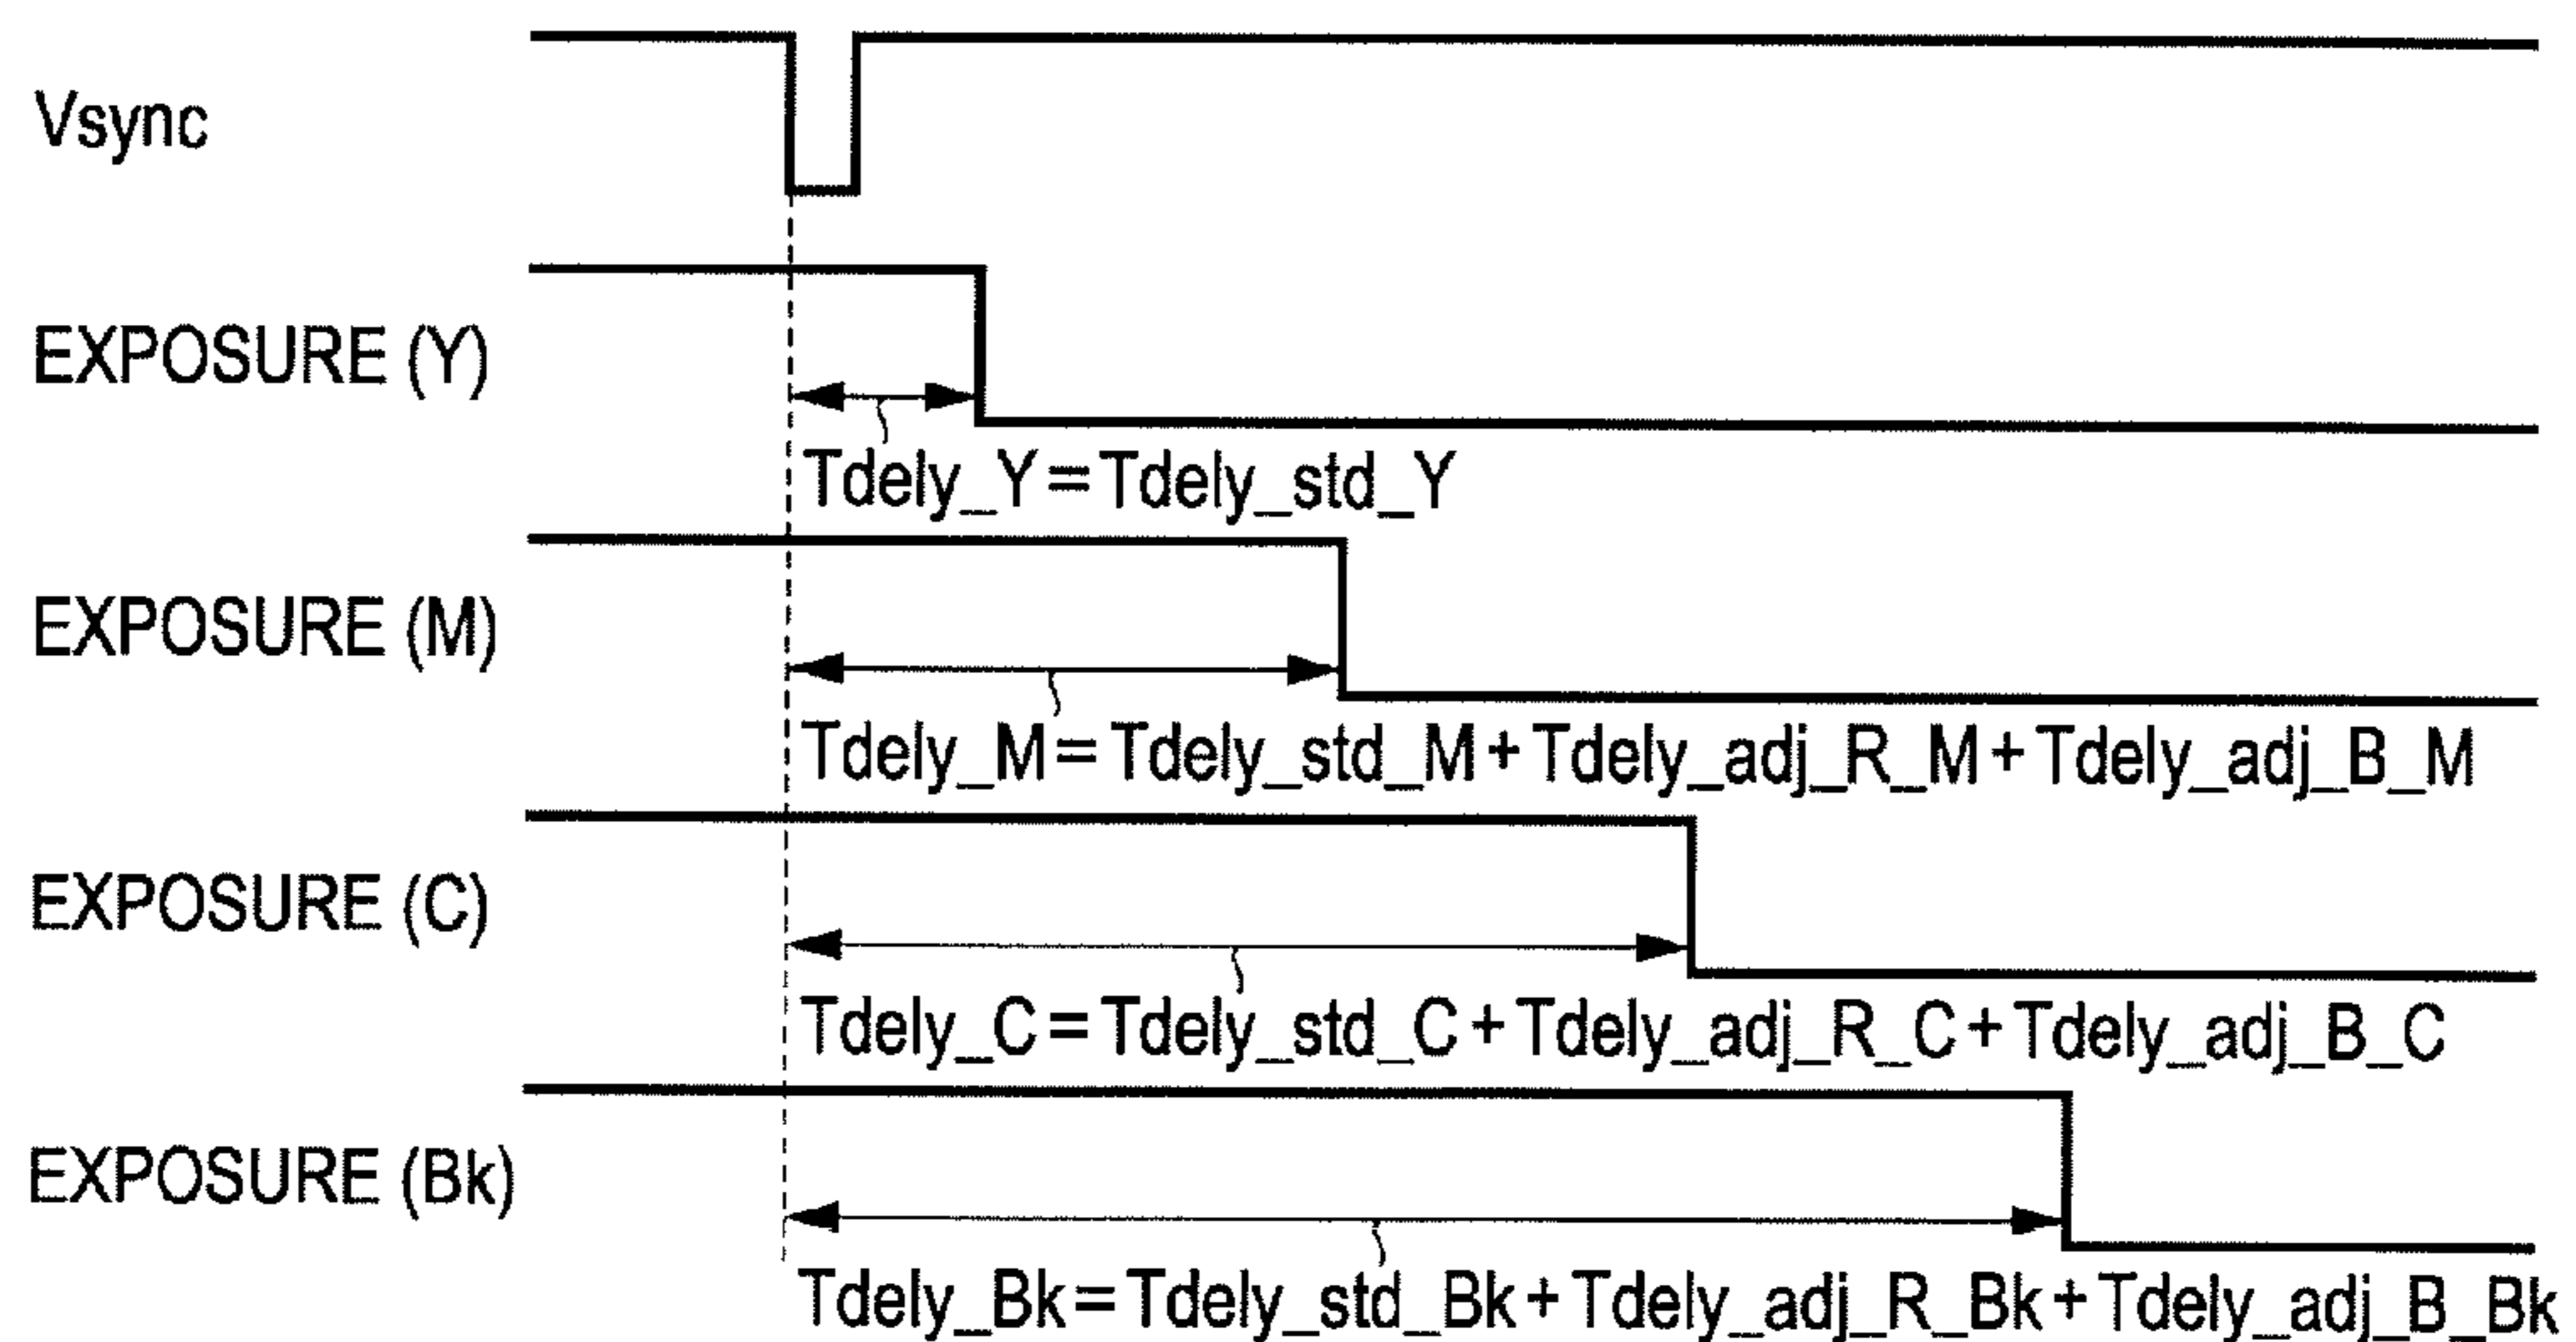 Vsync
EXPOSURE (Y)
Tdely_Y=Tdely_std_Y
EXPOSURE (M)
Tdely_M=Tdely_std_M+Tdely_adj_R_M+Tdely_adj_B_M
EXPOSURE (C)
Tdely_C=Tdely_std_C+Tdely_adj_R_C+Tdely_adj_B_C
EXPOSURE (Bk)
Tdely_Bk=Tdely_std_Bk+Tdely_adj_R_Bk+Tdely_adj_B_Bk